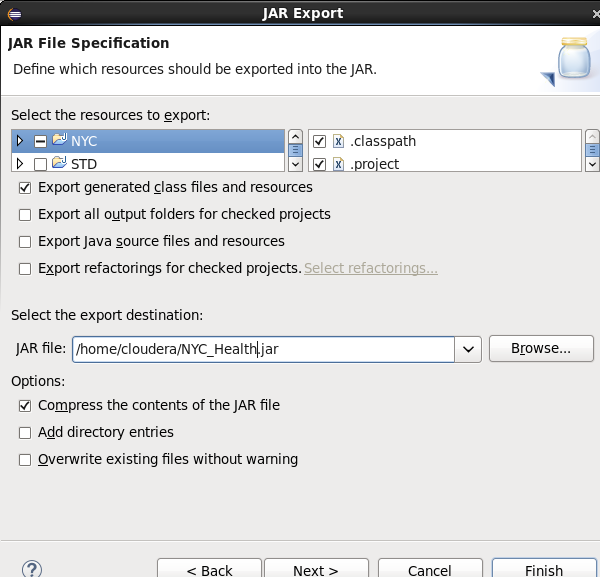 JAR Export
JAR File Specification
Define which resources should be exported into the JAR.
Select the resources to export:
NYC
.classpath
STD
.project
Export generated class files and resources
Export all output folders for checked projects
Export Java source files and resources
Export refactorings for checked projects. Select refactorings...
Select the export destination:
JAR file: /home/cloudera/NYC_Health.jar Browse...
Options:
Compress the contents of the JAR file
Add directory entries
Overwrite existing files without warning
? < Back Next > Cancel Finish